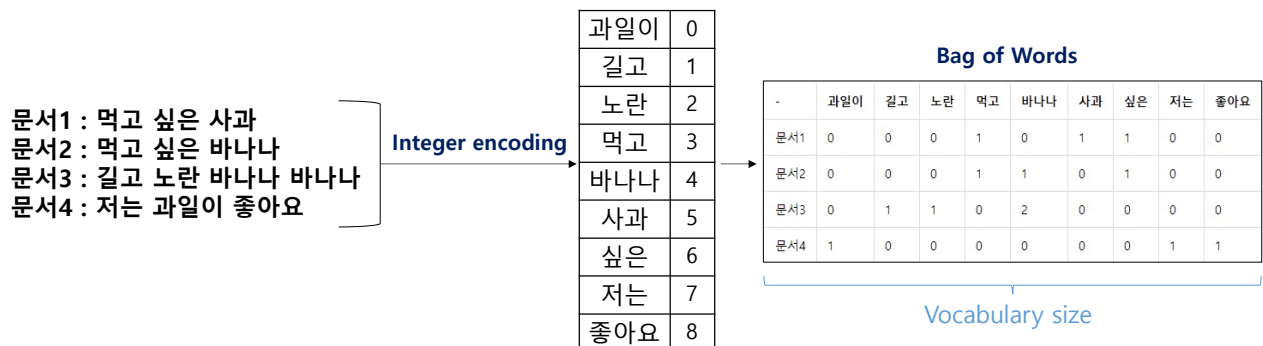 문서1 : 먹고 싶은 사과
문서2 : 먹고 싶은 바나나
문서3 : 길고 노란 바나나 바나나
문서4 : 저는 과일이 좋아요
Integer encoding
과일이 0
길고 1
노란 2
먹고 3
바나나 4
사과 5
싶은 6
저는 7
좋아요 8
Bag of Words
- 과일이 길고 노란 먹고 바나나 사과 싶은 저는 좋아요
문서1 0 0 0 1 0 1 1 0 0
문서2 0 0 0 1 1 0 1 0 0
문서3 0 1 1 0 2 0 0 0 0
문서4 1 0 0 0 0 0 0 1 1
Vocabulary size